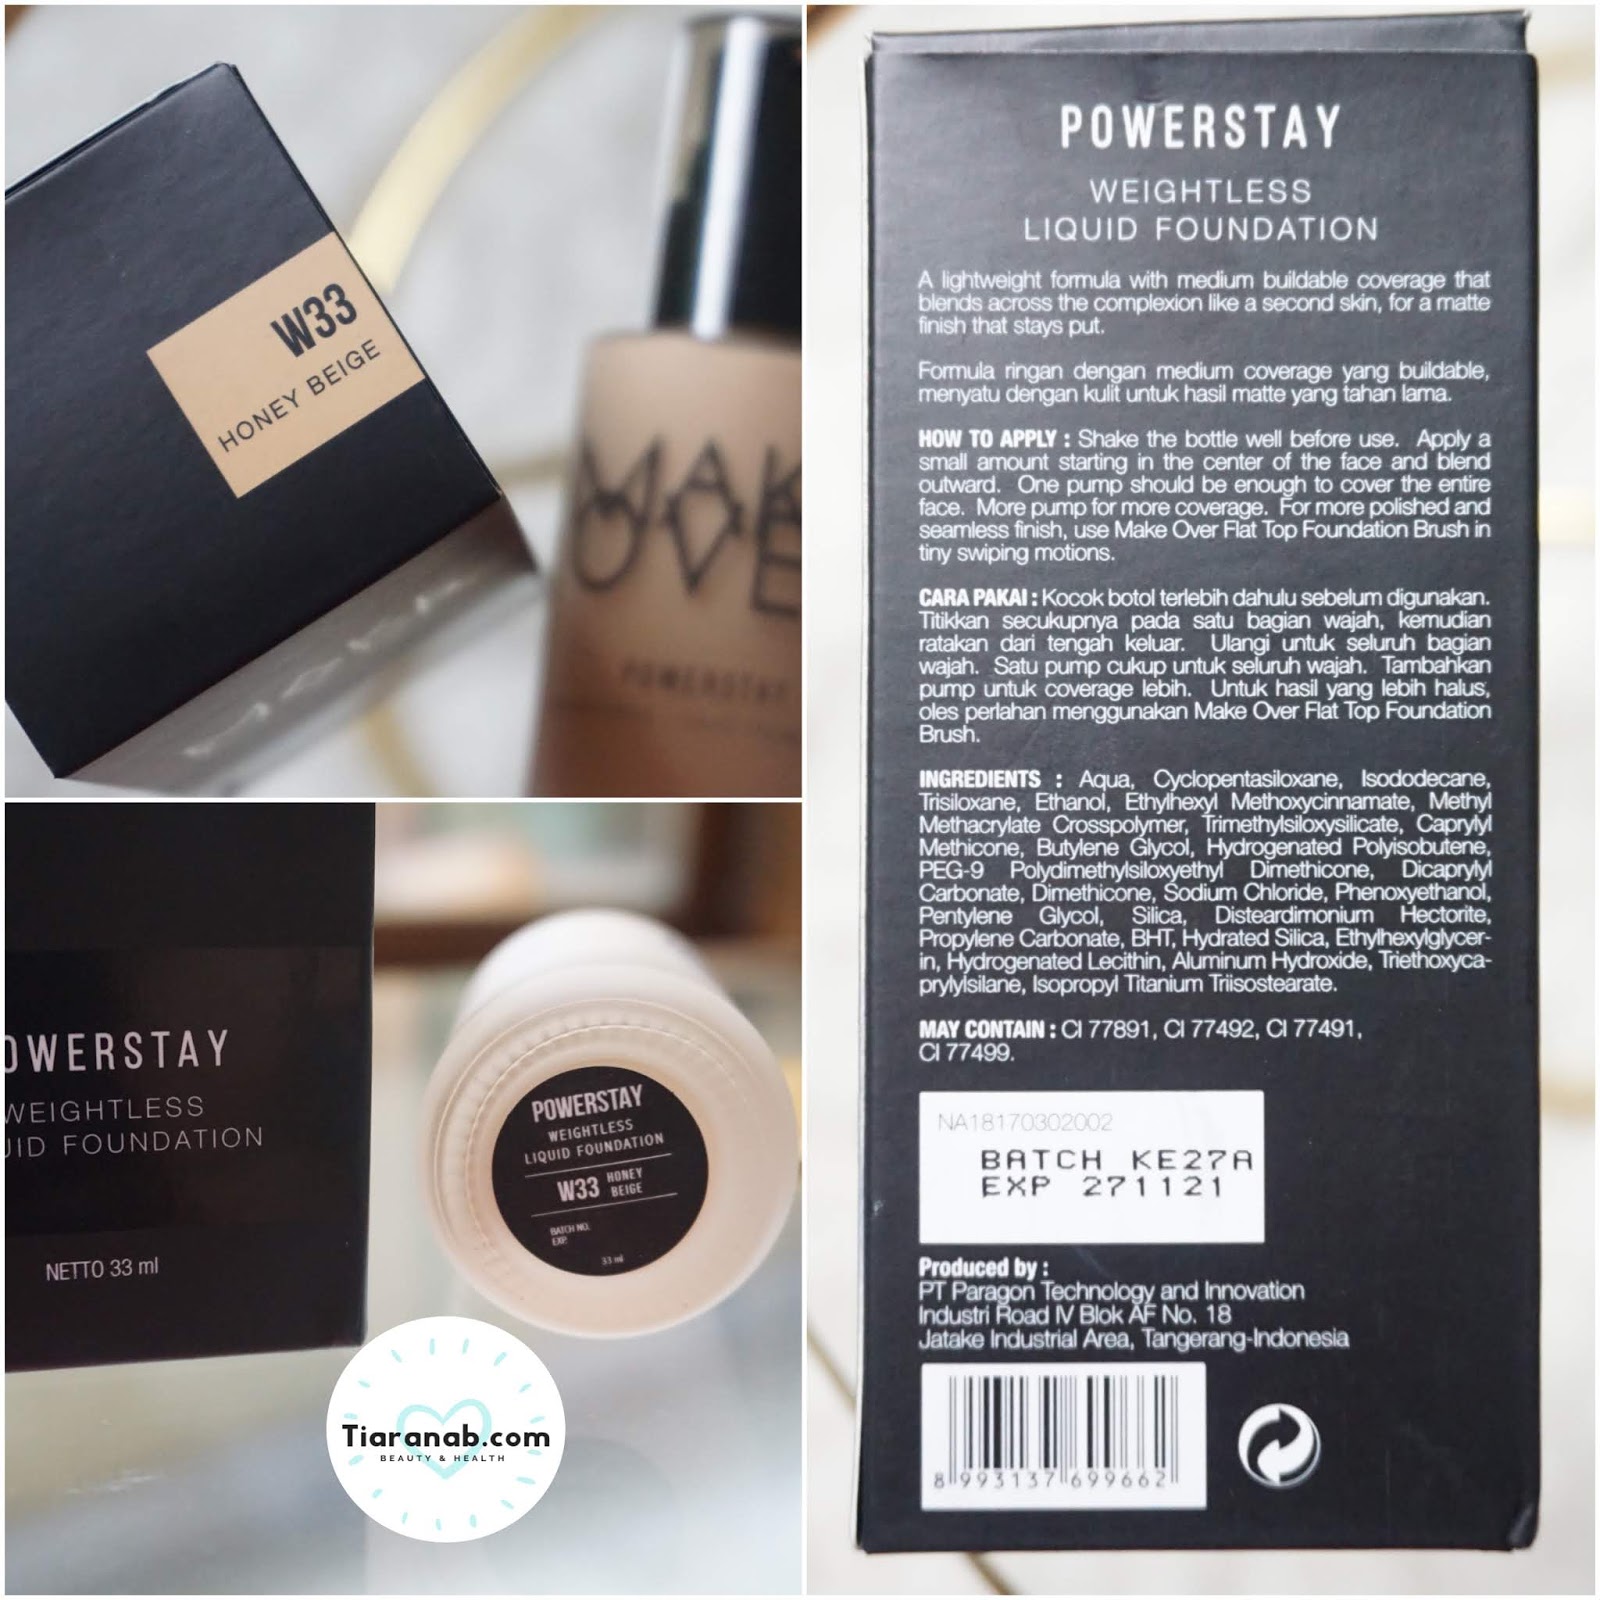 W33
HONEY BEIGE
MAK
OVE
POWERSTAY
OWERSTAY
WEIGHTLESS
UID FOUNDATION
NETTO 33 ml
POWERSTAY
WEIGHTLESS
LIQUID FOUNDATION
W33 HONEY
BEIGE
BATCH NO.
EXP.
33 ml
Tiaranab.com
BEAUTY & HEALTH
POWERSTAY
WEIGHTLESS
LIQUID FOUNDATION
A lightweight formula with medium buildable coverage that
blends across the complexion like a second skin, for a matte
finish that stays put.
Formula ringan dengan medium coverage yang buildable,
menyatu dengan kulit untuk hasil matte yang tahan lama.
HOW TO APPLY : Shake the bottle well before use. Apply a
small amount starting in the center of the face and blend
outward. One pump should be enough to cover the entire
face. More pump for more coverage. For more polished and
seamless finish, use Make Over Flat Top Foundation Brush in
tiny swiping motions.
CARA PAKAI : Kocok botol terlebih dahulu sebelum digunakan.
Titikkan secukupnya pada satu bagian wajah, kemudian
ratakan dari tengah keluar. Ulangi untuk seluruh bagian
wajah. Satu pump cukup untuk seluruh wajah. Tambahkan
pump untuk coverage lebih. Untuk hasil yang lebih halus,
oles perlahan menggunakan Make Over Flat Top Foundation
Brush.
INGREDIENTS : Aqua, Cyclopentasiloxane, Isododecane,
Trisiloxane, Ethanol, Ethylhexyl Methoxycinnamate, Methyl
Methacrylate Crosspolymer, Trimethylsiloxysilicate, Caprylyl
Methicone, Butylene Glycol, Hydrogenated Polyisobutene,
PEG-9 Polydimethylsiloxyethyl Dimethicone, Dicaprylyl
Carbonate, Dimethicone, Sodium Chloride, Phenoxyethanol,
Pentylene Glycol, Silica, Disteardimonium Hectorite,
Propylene Carbonate, BHT, Hydrated Silica, Ethylhexylglycer-
in, Hydrogenated Lecithin, Aluminum Hydroxide, Triethoxyca-
prylylsilane, Isopropyl Titanium Triisostearate.
MAY CONTAIN : CI 77891, CI 77492, CI 77491,
CI 77499.
NA18170302002
BATCH KE27A
EXP 271121
Produced by :
PT Paragon Technology and Innovation
Industri Road IV Blok AF No. 18
Jatake Industrial Area, Tangerang-Indonesia
8 993137 699662